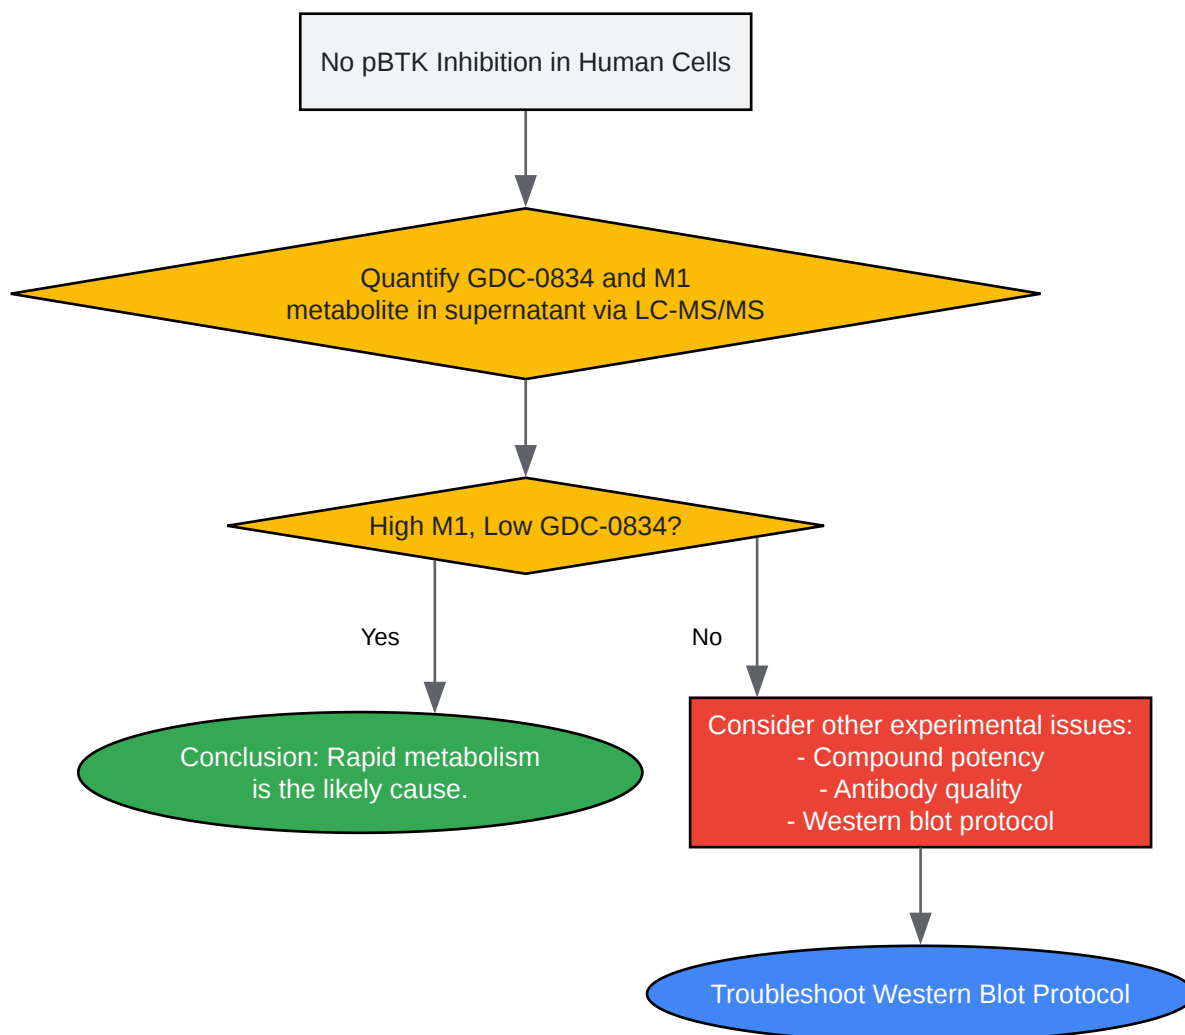 No pBTK Inhibition in Human Cells
Quantify GDC-0834 and M1
metabolite in supernatant via LC-MS/MS
High M1, Low GDC-0834?
Yes
No
Conclusion: Rapid metabolism
is the likely cause.
Consider other experimental issues:
- Compound potency
- Antibody quality
- Western blot protocol
Troubleshoot Western Blot Protocol